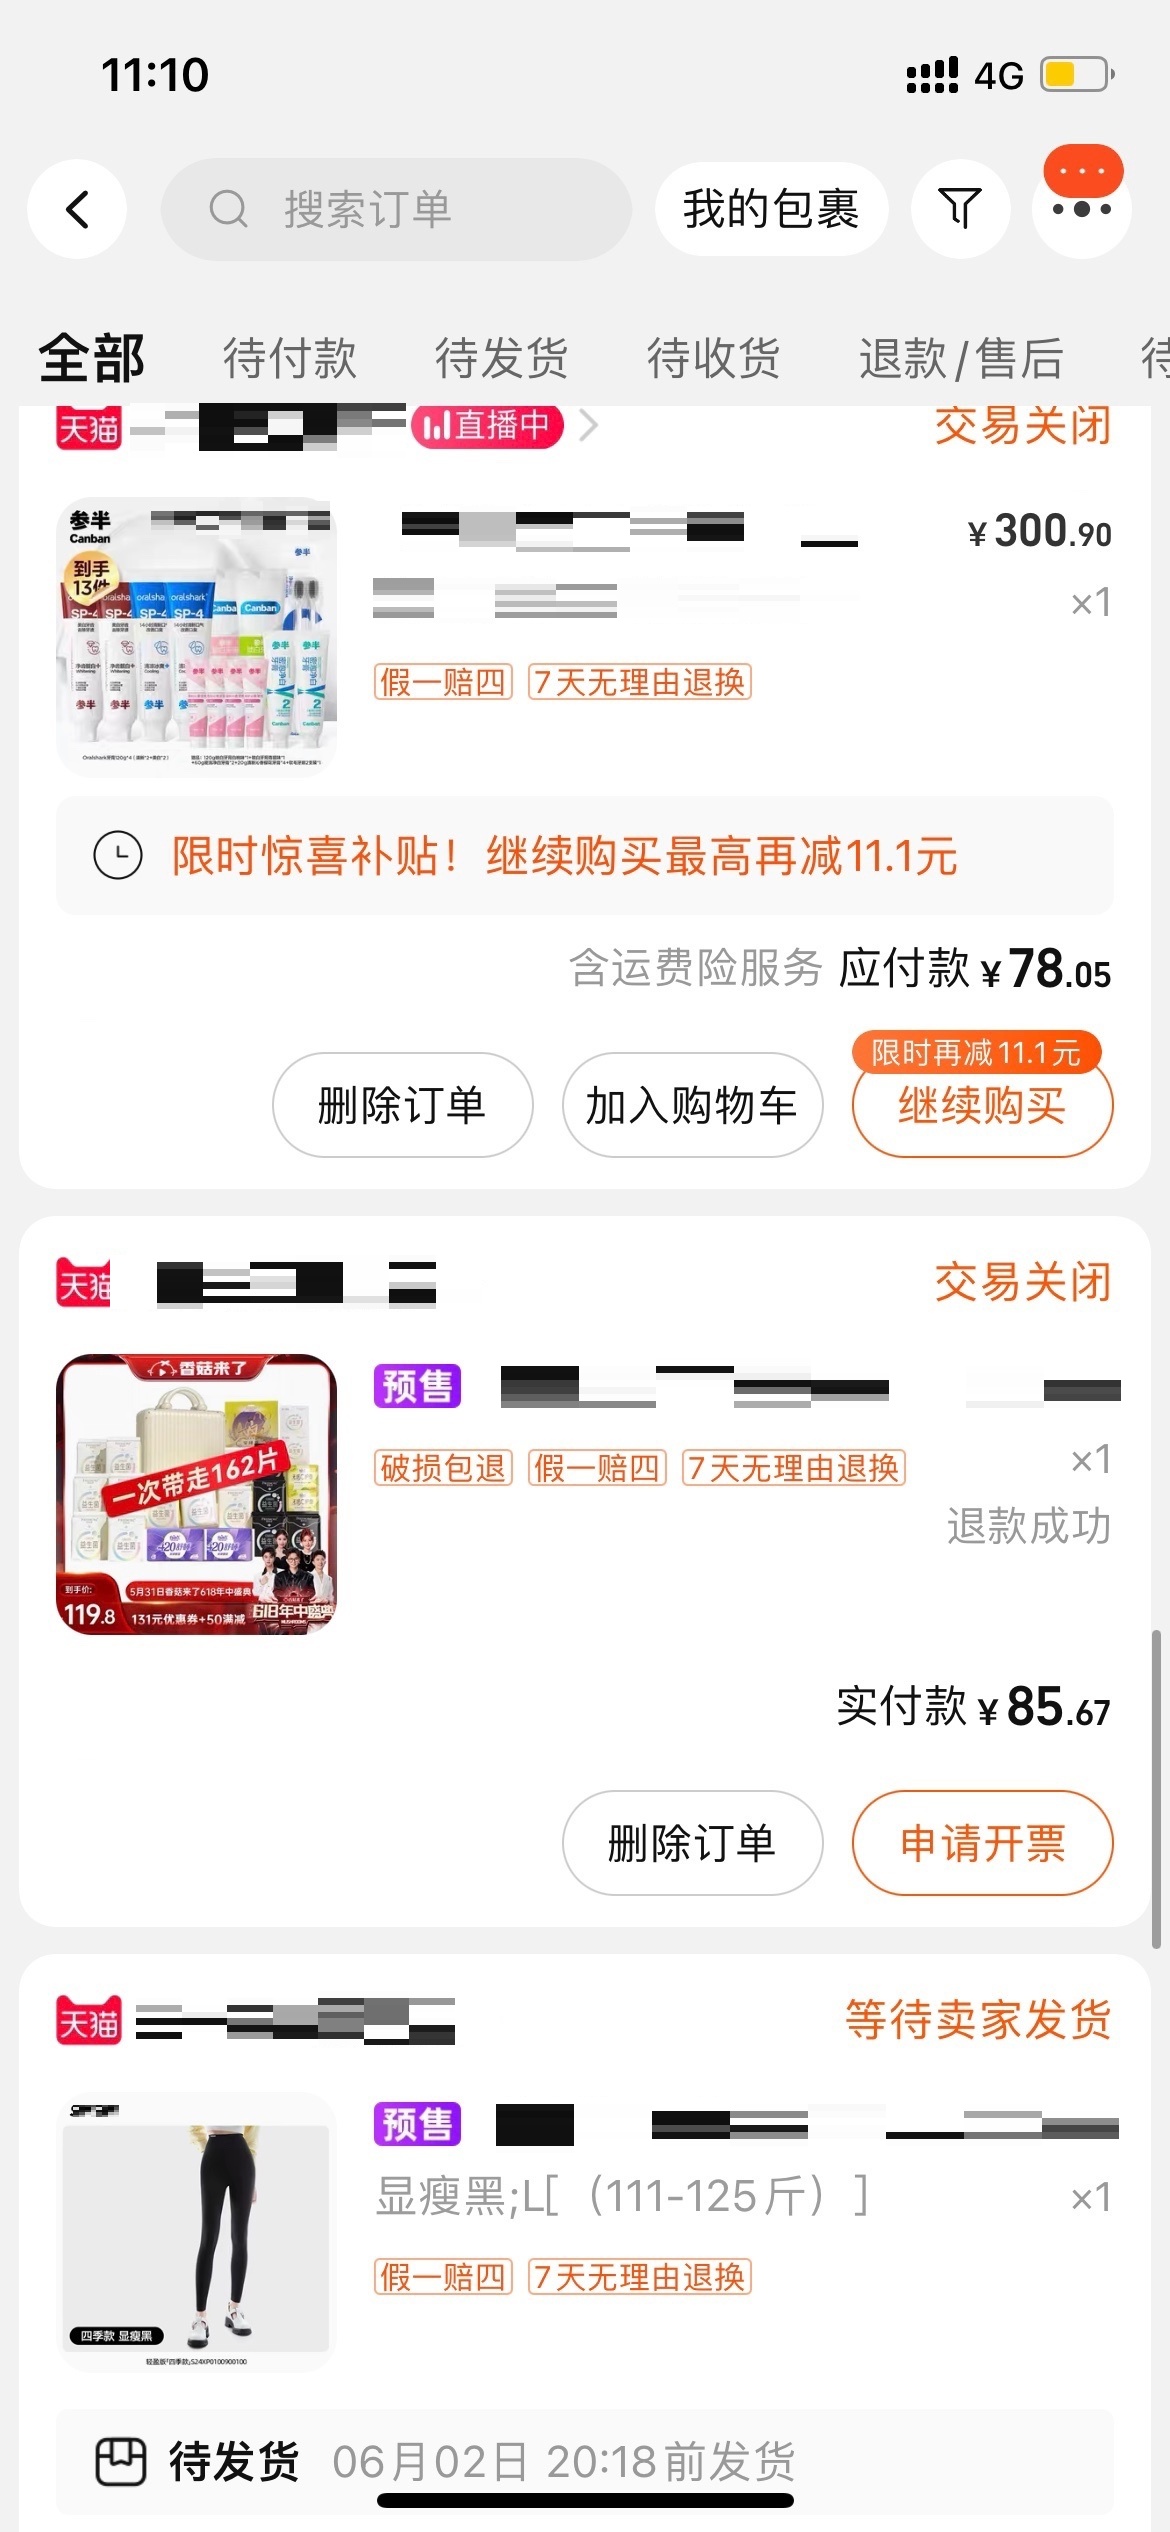 11:10
4G
搜索订单
我的包裹
全部
待付款
待发货
待收货
退款/售后
天猫
直播中
交易关闭
参半
Canban
到手
13件
SP-4
SP-4
SP-4
oralshark
Canban
参半
¥300.90
×1
假一赔四
7天无理由退换
限时惊喜补贴！继续购买最高再减11.1元
含运费险服务 应付款 ¥78.05
限时再减11.1元
删除订单
加入购物车
继续购买
天猫
交易关闭
香菇来了
一次带走162片
到手价:
119.8
5月31日香菇来了618年中盛典
131元优惠券+50满减
618年中盛典
预售
破损包退
假一赔四
7天无理由退换
×1
退款成功
实付款 ¥85.67
删除订单
申请开票
天猫
等待卖家发货
预售
显瘦黑;L[（111-125斤）]
×1
假一赔四
7天无理由退换
四季款 显瘦黑
待发货 06月02日 20:18前发货